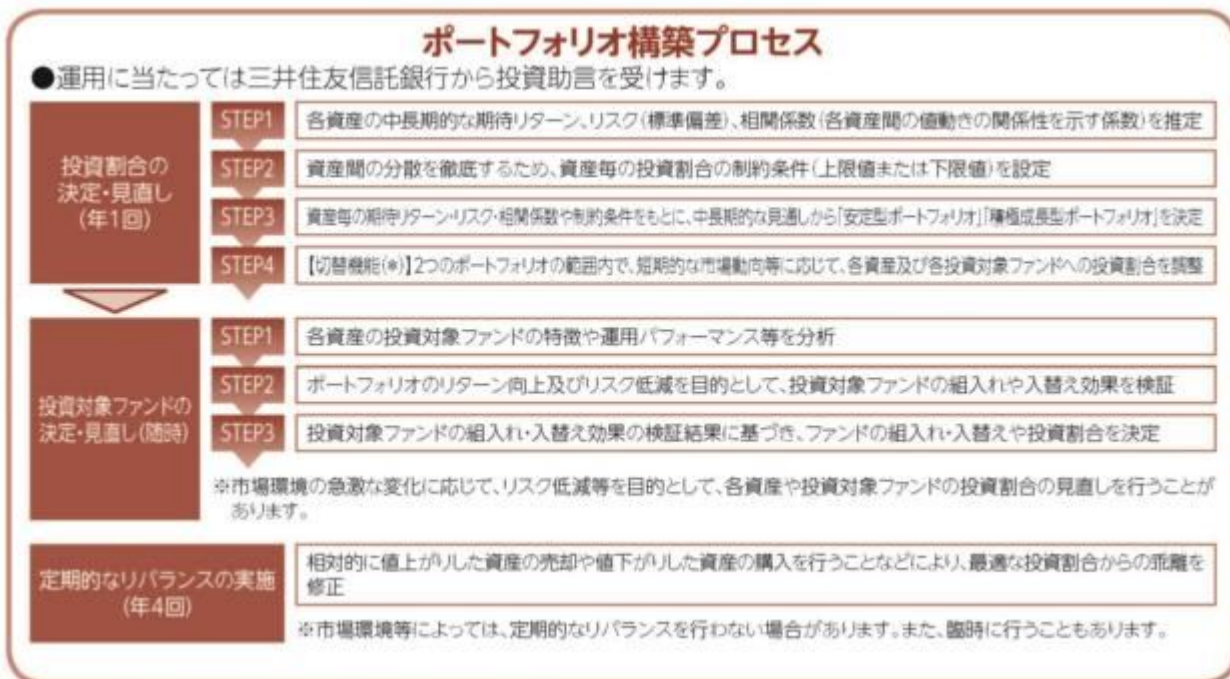 ポートフォリオ構築プロセス
●運用に当たっては三井住友信託銀行から投資助言を受けます。
投資割合の
決定・見直し
(年1回)
STEP1
各資産の中長期的な期待リターン、リスク(標準偏差)、相関係数(各資産間の値動きの関係性を示す係数)を推定
STEP2
資産間の分散を徹底するため、資産毎の投資割合の制約条件(上限値または下限値)を設定
STEP3
資産毎の期待リターン・リスク・相関係数や制約条件をもとに、中長期的な見通しから「安定型ポートフォリオ」「積極成長型ポートフォリオ」を決定
STEP4
【切替機能(*)】2つのポートフォリオの範囲内で、短期的な市場動向等に応じて、各資産及び各投資対象ファンドへの投資割合を調整
投資対象ファンドの
決定・見直し(随時)
STEP1
各資産の投資対象ファンドの特徴や運用パフォーマンス等を分析
STEP2
ポートフォリオのリターン向上及びリスク低減を目的として、投資対象ファンドの組入れや入替え効果を検証
STEP3
投資対象ファンドの組入れ・入替え効果の検証結果に基づき、ファンドの組入れ・入替えや投資割合を決定
※市場環境の急激な変化に応じて、リスク低減等を目的として、各資産や投資対象ファンドの投資割合の見直しを行うことが
あります。
定期的なリバランスの実施
(年4回)
相対的に値上がりした資産の売却や値下がりした資産の購入を行うことなどにより、最適な投資割合からの乖離を
修正
※市場環境等によっては、定期的なリバランスを行わない場合があります。また、臨時に行うこともあります。